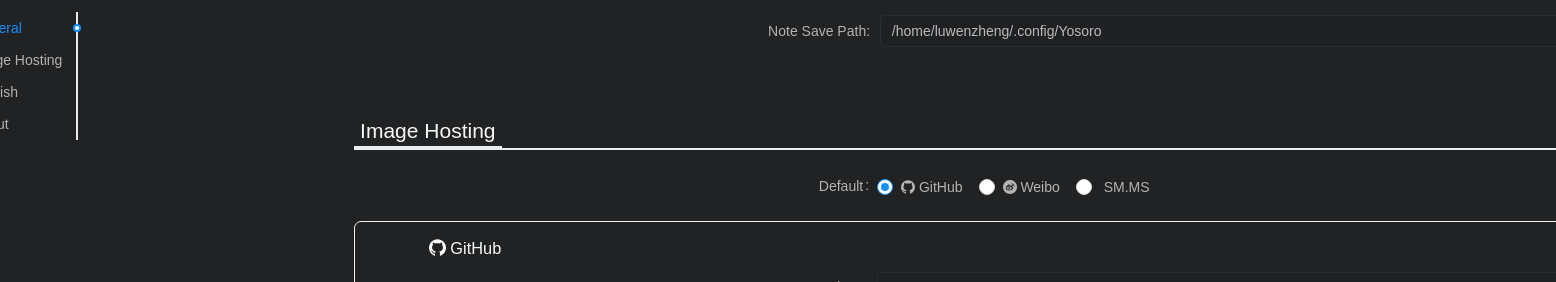 eral
ge Hosting
ish
ut
Note Save Path: /home/luwenzheng/.config/Yosoro
Image Hosting
Default: GitHub Weibo SM.MS
GitHub